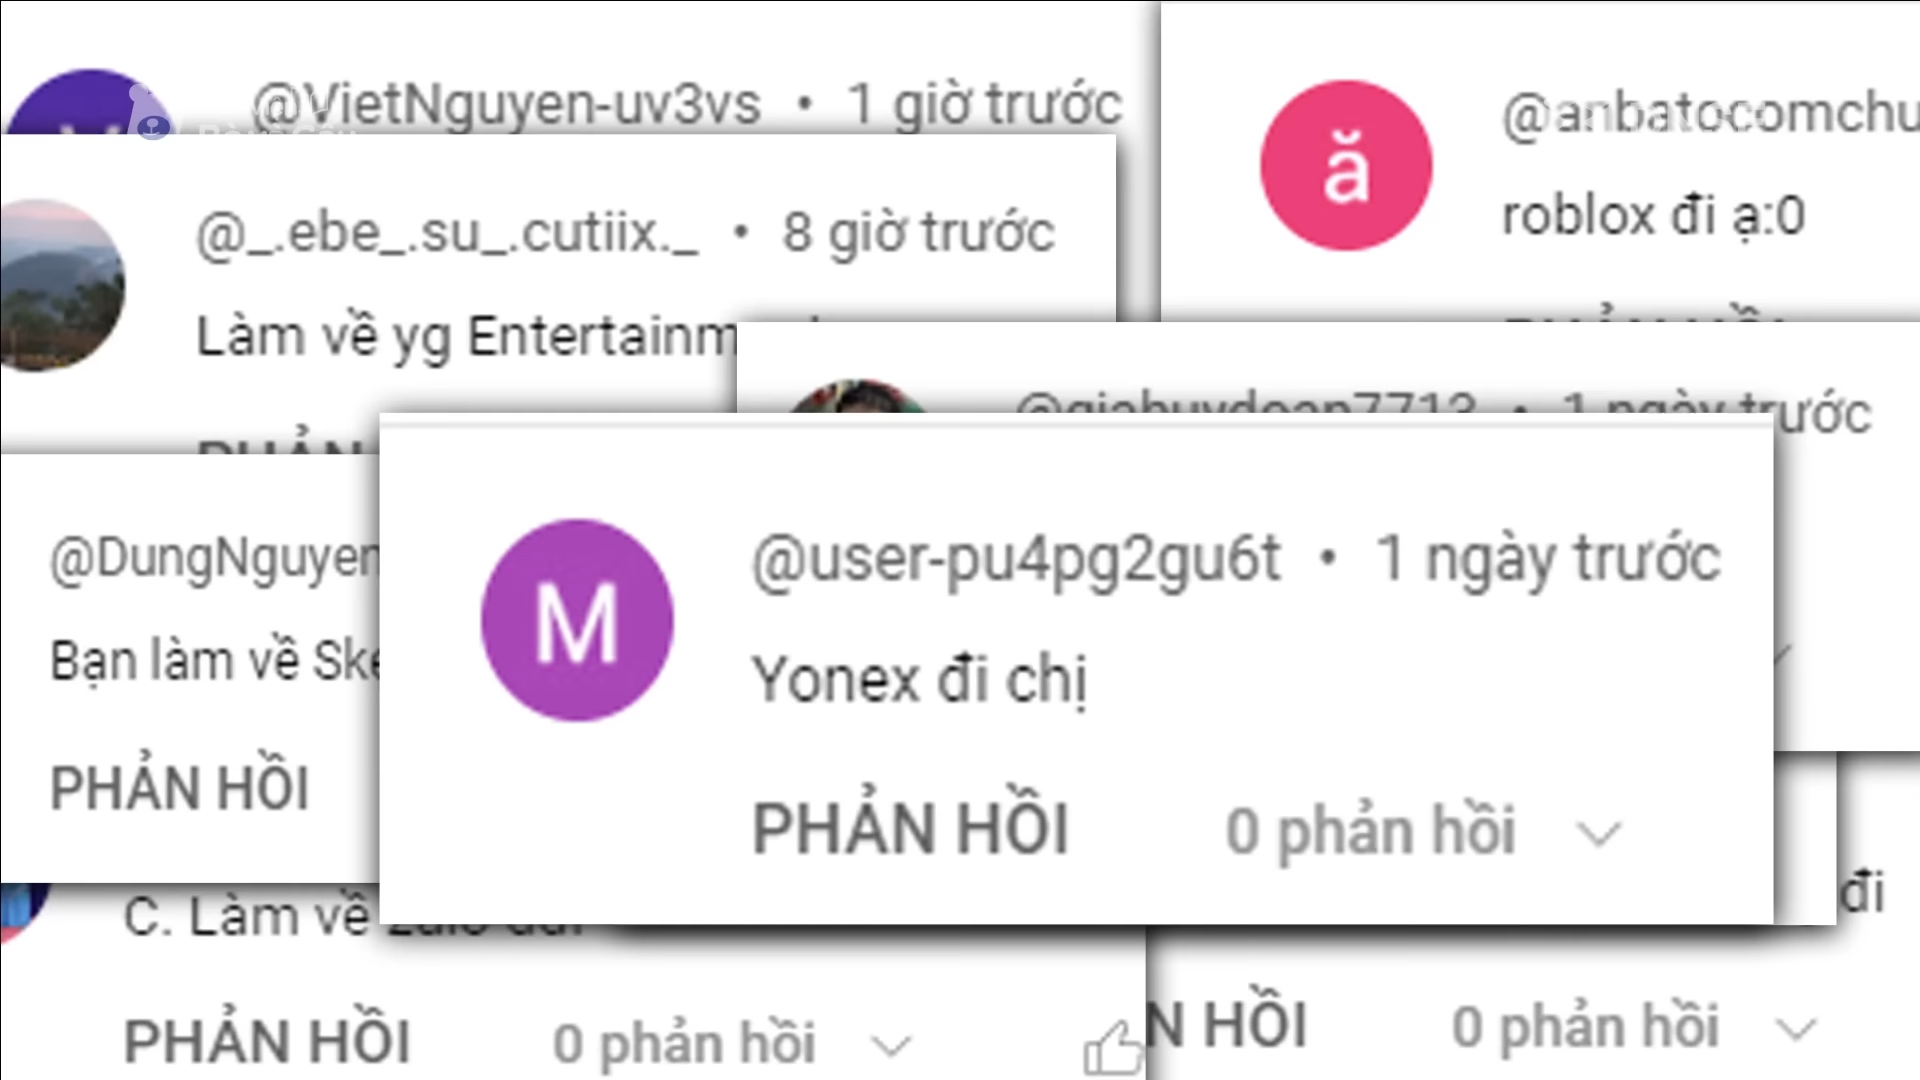 @VietNguyen-uv3vs • 1 giờ trước
@anbatocomchu
roblox đi ạ:0
@_.ebe_.su_.cutiix._ • 8 giờ trước
Làm về yg Entertainm
@giahuydoan7713 • 1 ngày trước
@DungNguyen
Bạn làm về Ske
PHẢN HỒI
M
@user-pu4pg2gu6t • 1 ngày trước
Yonex đi chị
PHẢN HỒI 0 phản hồi
đi
C. Làm về
PHẢN HỒI 0 phản hồi
N HỒI 0 phản hồi